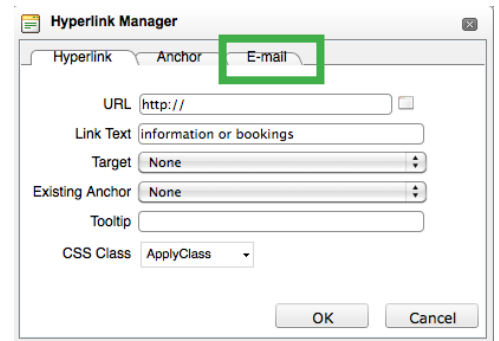 Hyperlink Manager
Hyperlink Anchor E-mail
URL http://
Link Text information or bookings
Target None
Existing Anchor None
Tooltip
CSS Class ApplyClass
OK Cancel